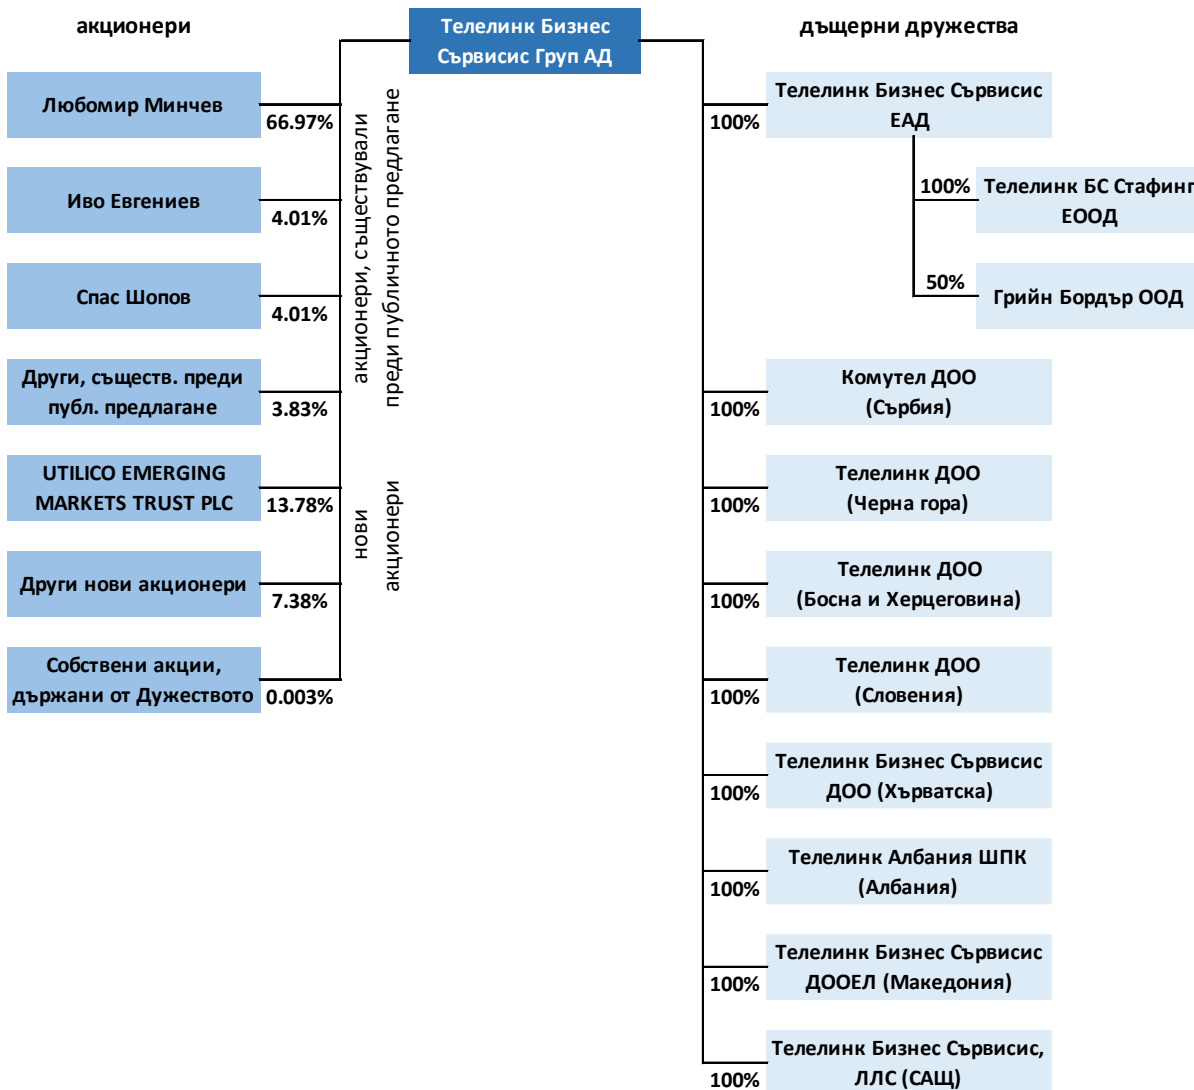 акционери
Телелинк Бизнес
Сървисис Груп АД
дъщерни дружества
Любомир Минчев
66.97%
Иво Евгениев
4.01%
Спас Шопов
4.01%
Други, съществ. преди
публ. предлагане
3.83%
UTILICO EMERGING
MARKETS TRUST PLC
13.78%
Други нови акционери
7.38%
Собствени акции,
държани от Дужеството
0.003%
акционери, съществували
преди публичното предлагане
нови
акционери
Телелинк Бизнес Сървисис
ЕАД
100%
100%
Телелинк БС Стафинг
ЕООД
50%
Грийн Бордър ООД
Комутел ДОО
(Сърбия)
100%
Телелинк ДОО
(Черна гора)
100%
Телелинк ДОО
(Босна и Херцеговина)
100%
Телелинк ДОО
(Словения)
100%
Телелинк Бизнес Сървисис
ДОО (Хърватска)
100%
Телелинк Албания ШПК
(Албания)
100%
Телелинк Бизнес Сървисис
ДООЕЛ (Македония)
100%
Телелинк Бизнес Сървисис,
ЛЛС (САЩ)
100%